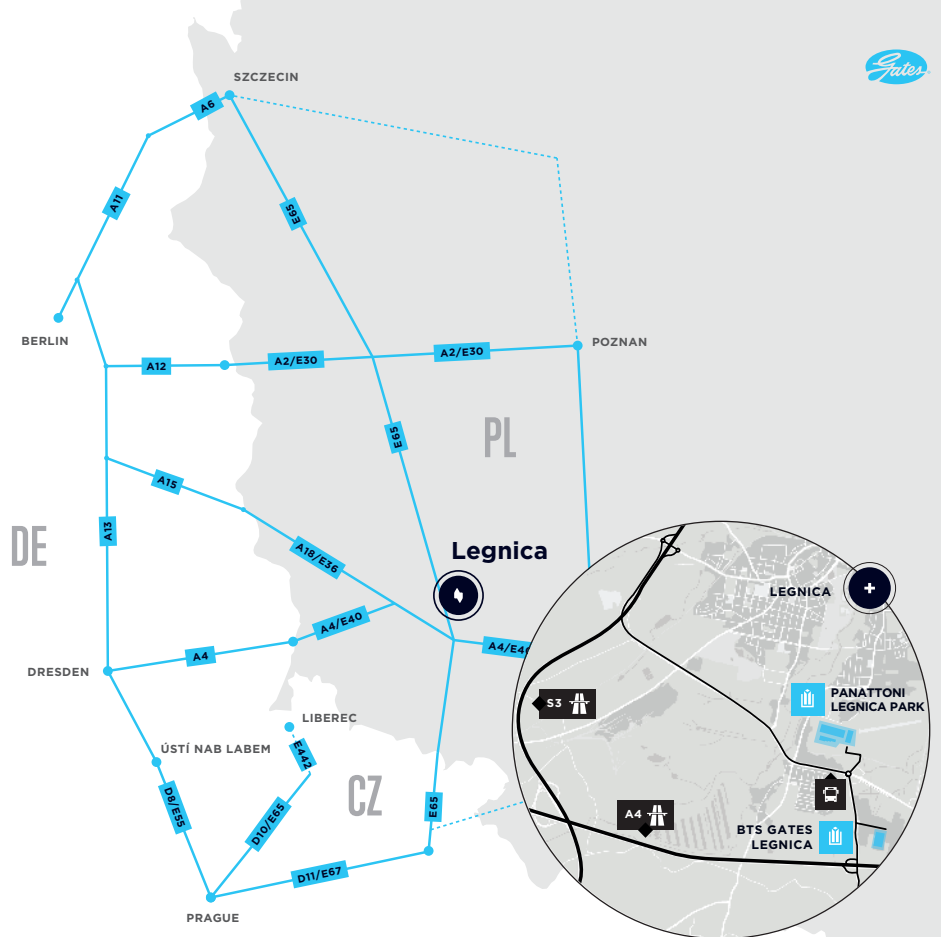 Gates
SZCZECIN
A6
A11
E65
BERLIN
POZNAN
A12
A2/E30
A2/E30
E65
PL
A15
A13
DE
A18/E36
Legnica
A4/E40
A4
A4/E40
DRESDEN
LEGNICA
S3
PANATTONI
LEGNICA PARK
LIBEREC
ÚSTÍ NAB LABEM
E442
CZ
D8/E55
D10/E65
E65
A4
BTS GATES
LEGNICA
D11/E67
PRAGUE